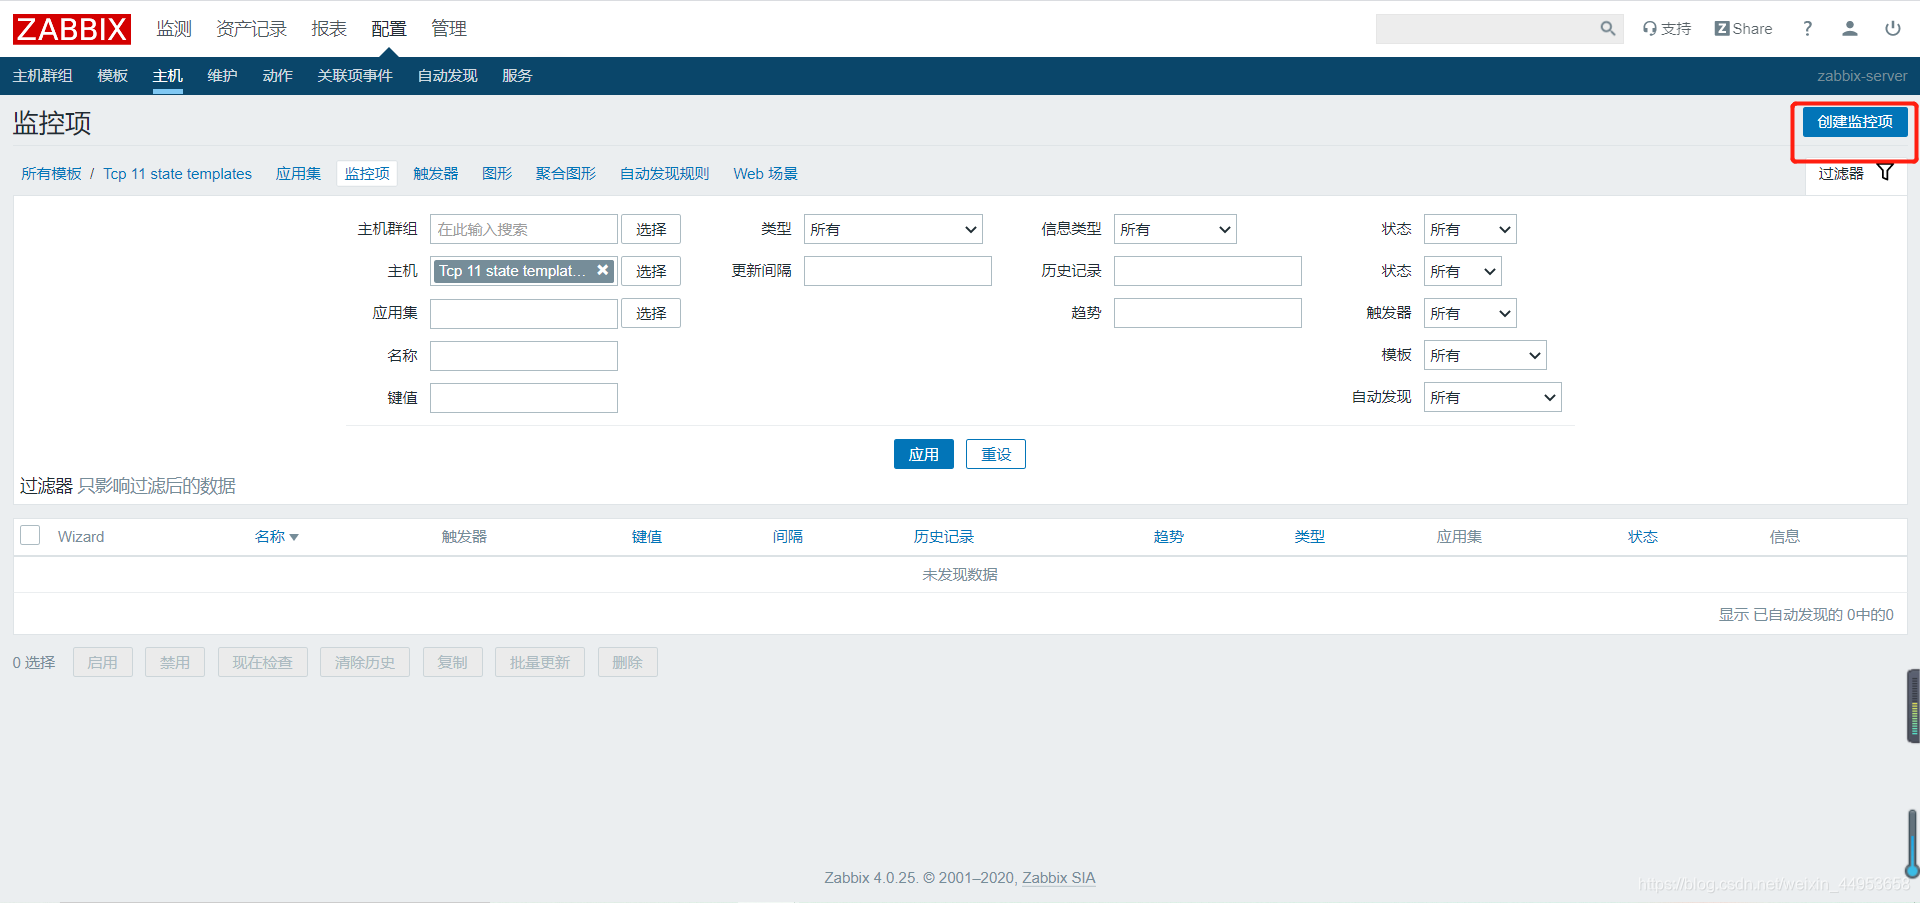 ZABBIX 监测 资产记录 报表 配置 管理 支持 Z Share ?
主机群组 模板 主机 维护 动作 关联项事件 自动发现 服务 zabbix-server
监控项 创建监控项
所有模板 / Tcp 11 state templates 应用集 监控项 触发器 图形 聚合图形 自动发现规则 Web 场景 过滤器
主机群组 在此输入搜索 选择 类型 所有 信息类型 所有 状态 所有
主机 Tcp 11 state templat... 选择 更新间隔 历史记录 状态 所有
应用集 选择 趋势 触发器 所有
名称 模板 所有
键值 自动发现 所有
应用 重设
过滤器 只影响过滤后的数据
Wizard 名称 触发器 键值 间隔 历史记录 趋势 类型 应用集 状态 信息
未发现数据
显示 已自动发现的 0中的0
0 选择 启用 禁用 现在检查 清除历史 复制 批量更新 删除
Zabbix 4.0.25. © 2001–2020, Zabbix SIA
https://blog.csdn.net/weixin_44953658